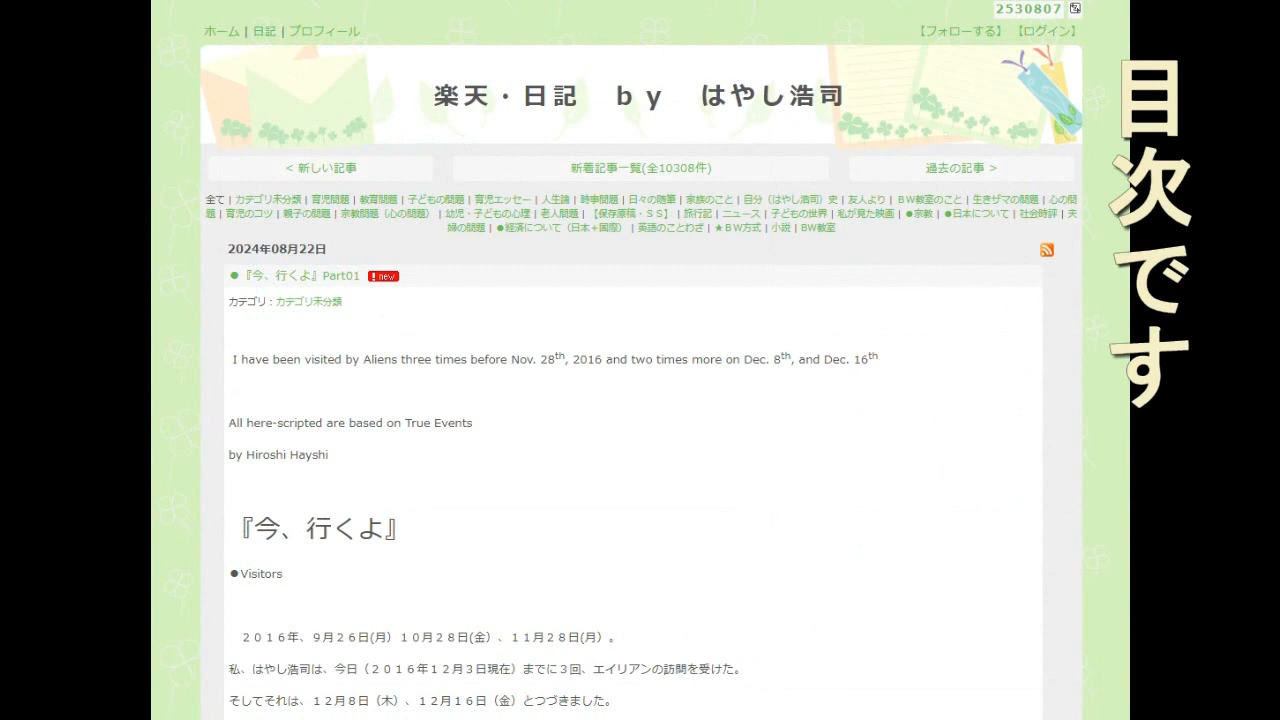 2530807
ホーム | 日記 | プロフィール
【フォローする】 【ログイン】
楽天・日記 by はやし浩司
< 新しい記事
新着記事一覧(全10308件)
過去の記事 >
全て | カテゴリ未分類 | 育児問題 | 教育問題 | 子どもの問題 | 育児エッセー | 人生論 | 時事問題 | 日々の随筆 | 家族のこと | 自分（はやし浩司）史 | 友人より | ＢＷ教室のこと | 生きザマの問題 | 心の問
題 | 育児のコツ | 親子の問題 | 宗教問題（心の問題） | 幼児・子どもの心理 | 老人問題 | 【保存原稿・ＳＳ】 | 旅行記 | ニュース | 子どもの世界 | 私が見た映画 | ●宗教 | ●日本について | 社会時評 | 夫
婦の問題 | ●経済について（日本＋国際） | 英語のことわざ | ★ＢＷ方式 | 小説 | BW教室
2024年08月22日
●『今、行くよ』Part01 ! new
カテゴリ：カテゴリ未分類
I have been visited by Aliens three times before Nov. 28th, 2016 and two times more on Dec. 8th, and Dec. 16th
All here-scripted are based on True Events
by Hiroshi Hayshi
『今、行くよ』
●Visitors
２０１６年、９月２６日(月）１０月２８日(金）、１１月２８日(月）。
私、はやし浩司は、今日（２０１６年１２月３日現在）までに３回、エイリアンの訪問を受けた。
そしてそれは、１２月８日（木）、１２月１６日（金）とつづきました。
目次です